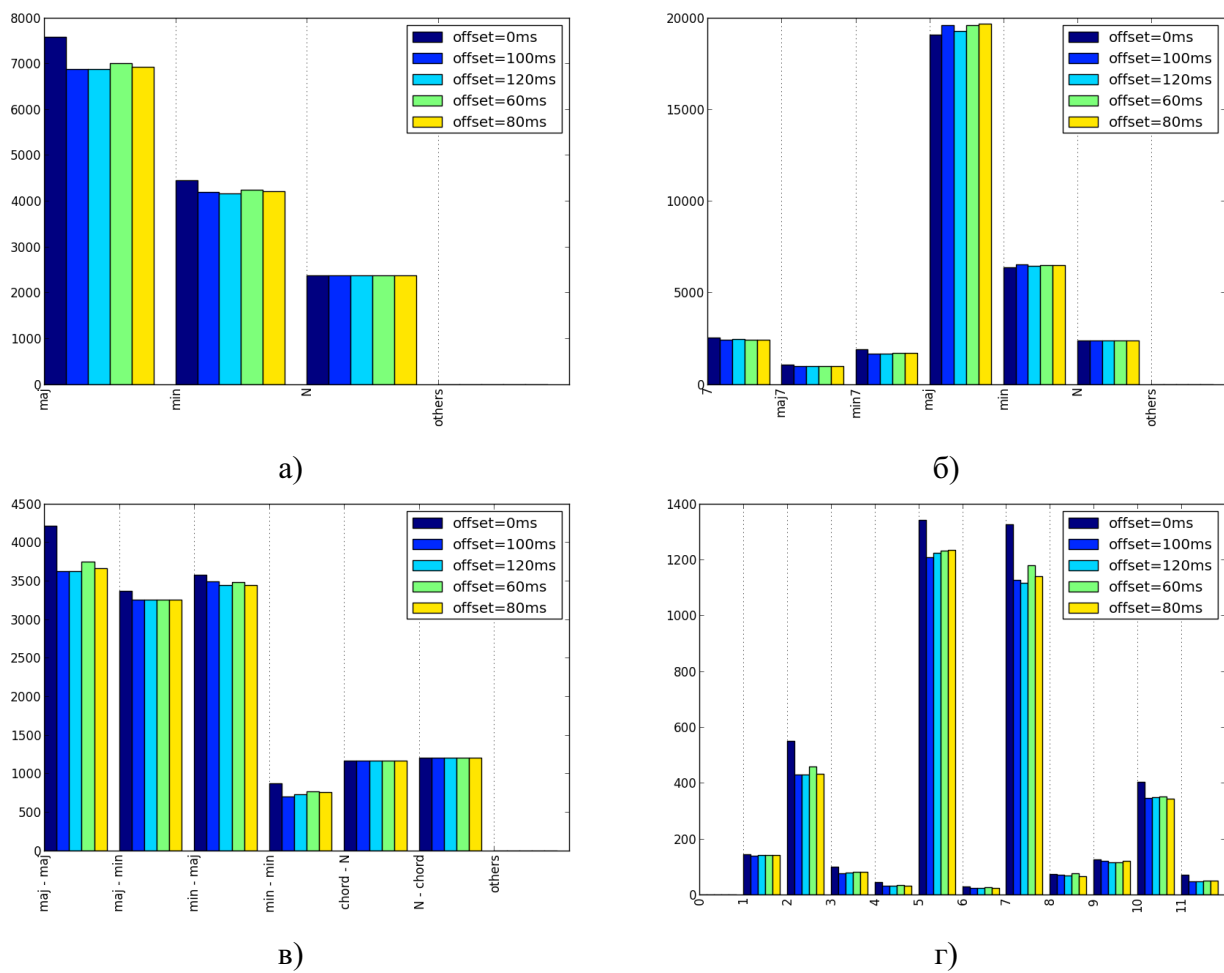 8000
7000
6000
5000
4000
3000
2000
1000
0
maj
min
N
others
offset=0ms
offset=100ms
offset=120ms
offset=60ms
offset=80ms
а)
20000
15000
10000
5000
0
7
maj7
min7
maj
min
N
others
offset=0ms
offset=100ms
offset=120ms
offset=60ms
offset=80ms
б)
4500
4000
3500
3000
2500
2000
1500
1000
500
0
maj - maj
maj - min
min - maj
min - min
chord - N
N - chord
others
offset=0ms
offset=100ms
offset=120ms
offset=60ms
offset=80ms
в)
1400
1200
1000
800
600
400
200
0
0
1
2
3
4
5
6
7
8
9
10
11
offset=0ms
offset=100ms
offset=120ms
offset=60ms
offset=80ms
г)